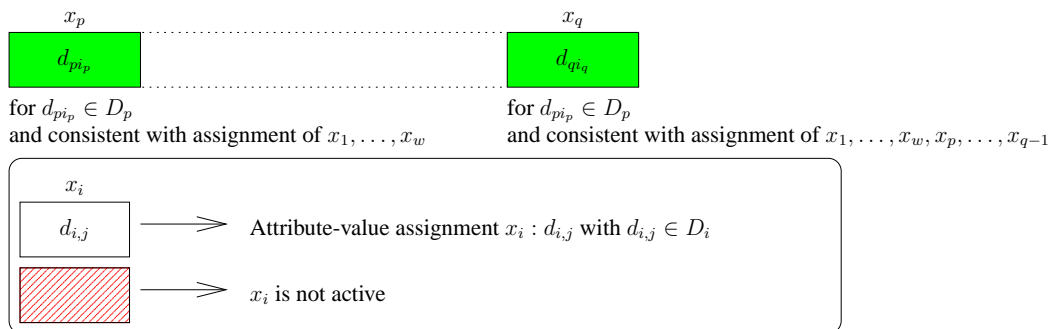 x_p x_q
d_{pi_p} d_{qi_q}
for d_{pi_p} ∈ D_p for d_{pi_p} ∈ D_p
and consistent with assignment of x_1, . . . , x_w and consistent with assignment of x_1, . . . , x_w, x_p, . . . , x_{q−1}
x_i
d_{i,j} Attribute-value assignment x_i : d_{i,j} with d_{i,j} ∈ D_i
x_i is not active